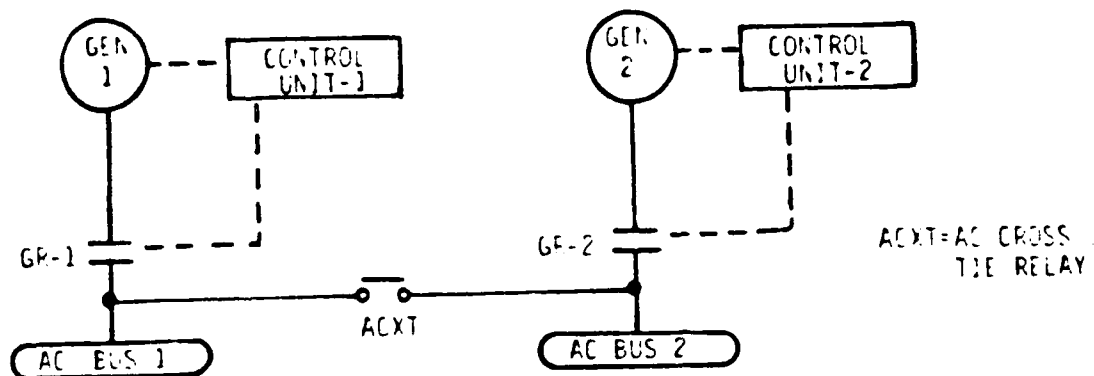 GEN
1
CONTROL
UNIT-1
GEN
2
CONTROL
UNIT-2
GR-1
GR-2
ACXT=AC CROSS
TIE RELAY
ACXT
AC BUS 1
AC BUS 2